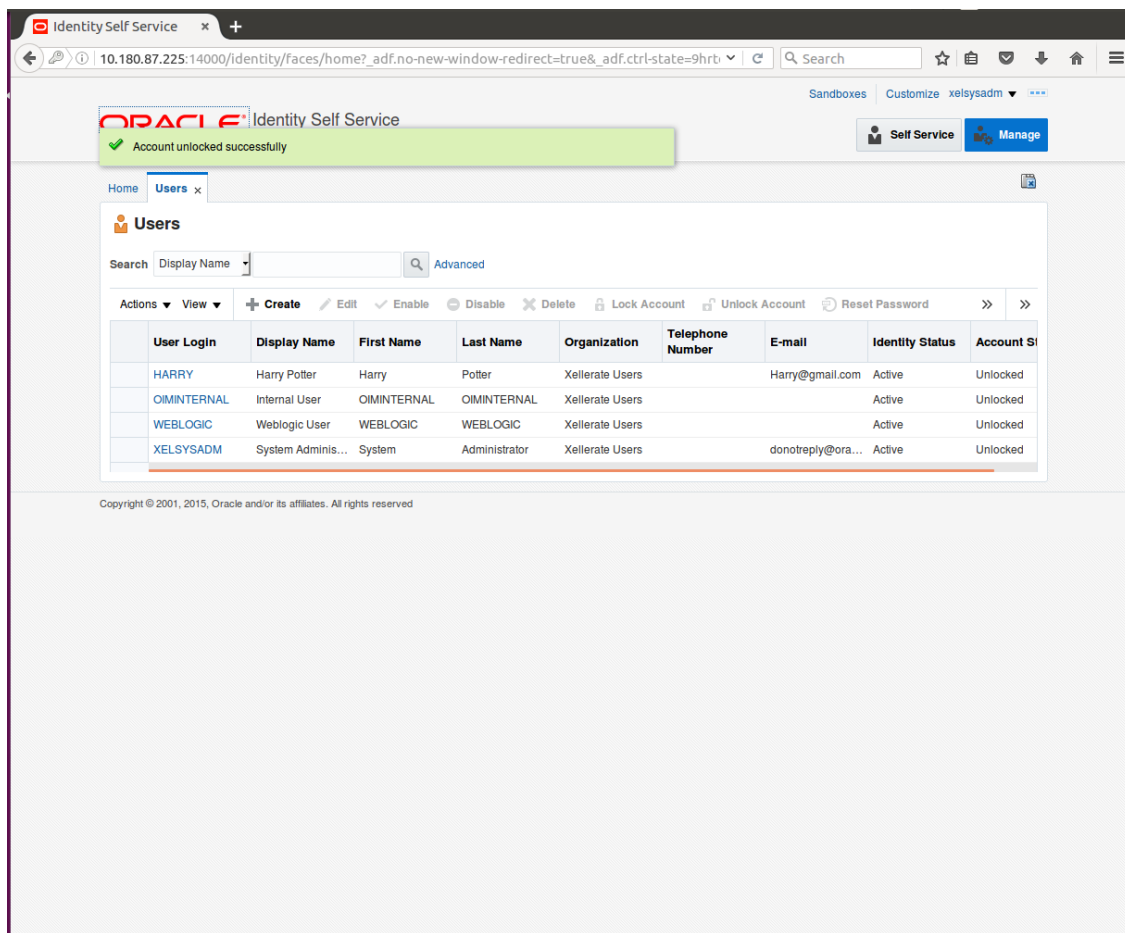 Identity Self Service × +
10.180.87.225:14000/identity/faces/home?_adf.no-new-window-redirect=true&_adf.ctrl-state=9hrt
Search
Sandboxes Customize xelsysadm
ORACLE Identity Self Service
Self Service Manage
Account unlocked successfully
Home Users ×
Users
Search Display Name Advanced
Actions View Create Edit Enable Disable Delete Lock Account Unlock Account Reset Password » »
User Login Display Name First Name Last Name Organization Telephone Number E-mail Identity Status Account St
HARRY Harry Potter Harry Potter Xellerate Users Harry@gmail.com Active Unlocked
OIMINTERNAL Internal User OIMINTERNAL OIMINTERNAL Xellerate Users Active Unlocked
WEBLOGIC Weblogic User WEBLOGIC WEBLOGIC Xellerate Users Active Unlocked
XELSYSADM System Adminis... System Administrator Xellerate Users donotreply@ora... Active Unlocked
Copyright © 2001, 2015, Oracle and/or its affiliates. All rights reserved